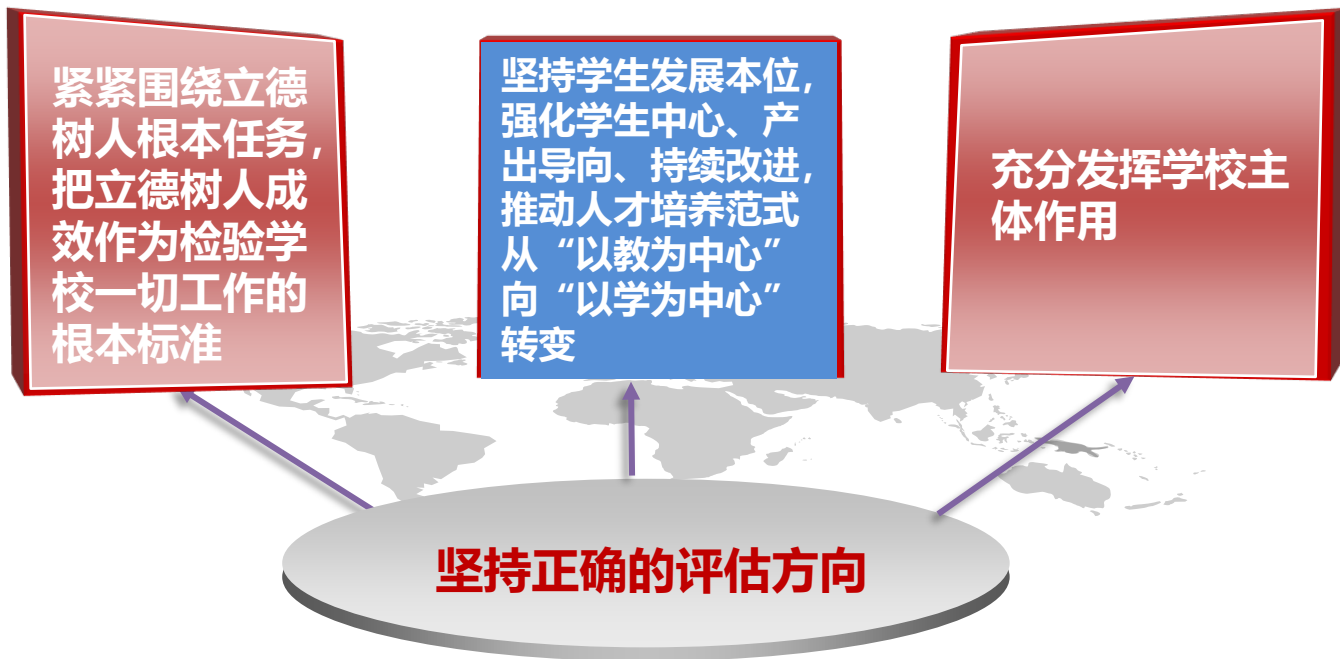 紧紧围绕立德
树人根本任务，
把立德树人成
效作为检验学
校一切工作的
根本标准
坚持学生发展本位，
强化学生中心、产
出导向、持续改进，
推动人才培养范式
从“以教为中心”
向“以学为中心”
转变
充分发挥学校主
体作用
坚持正确的评估方向